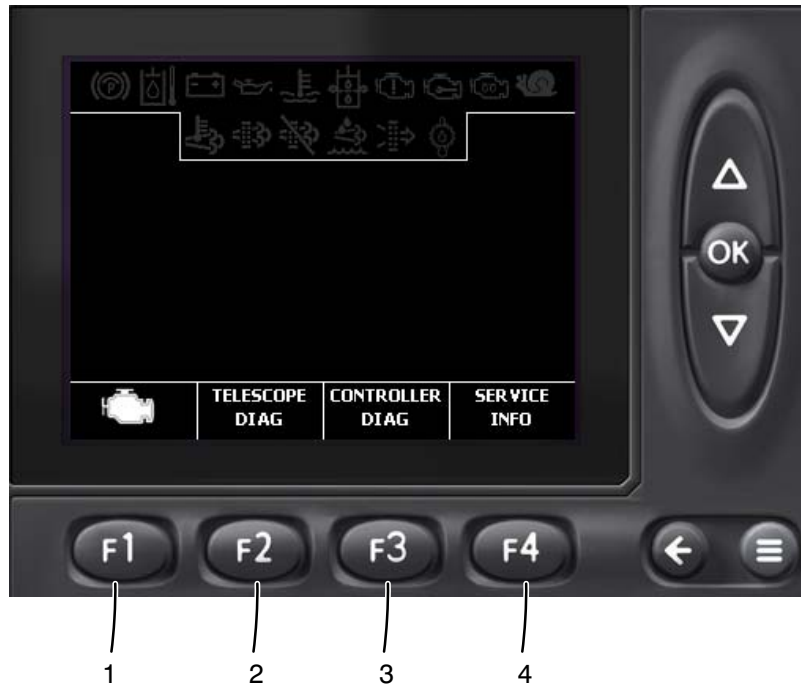 TELESCOPE CONTROLLER SERVICE
DIAG DIAG INFO
OK
F1 F2 F3 F4
1 2 3 4